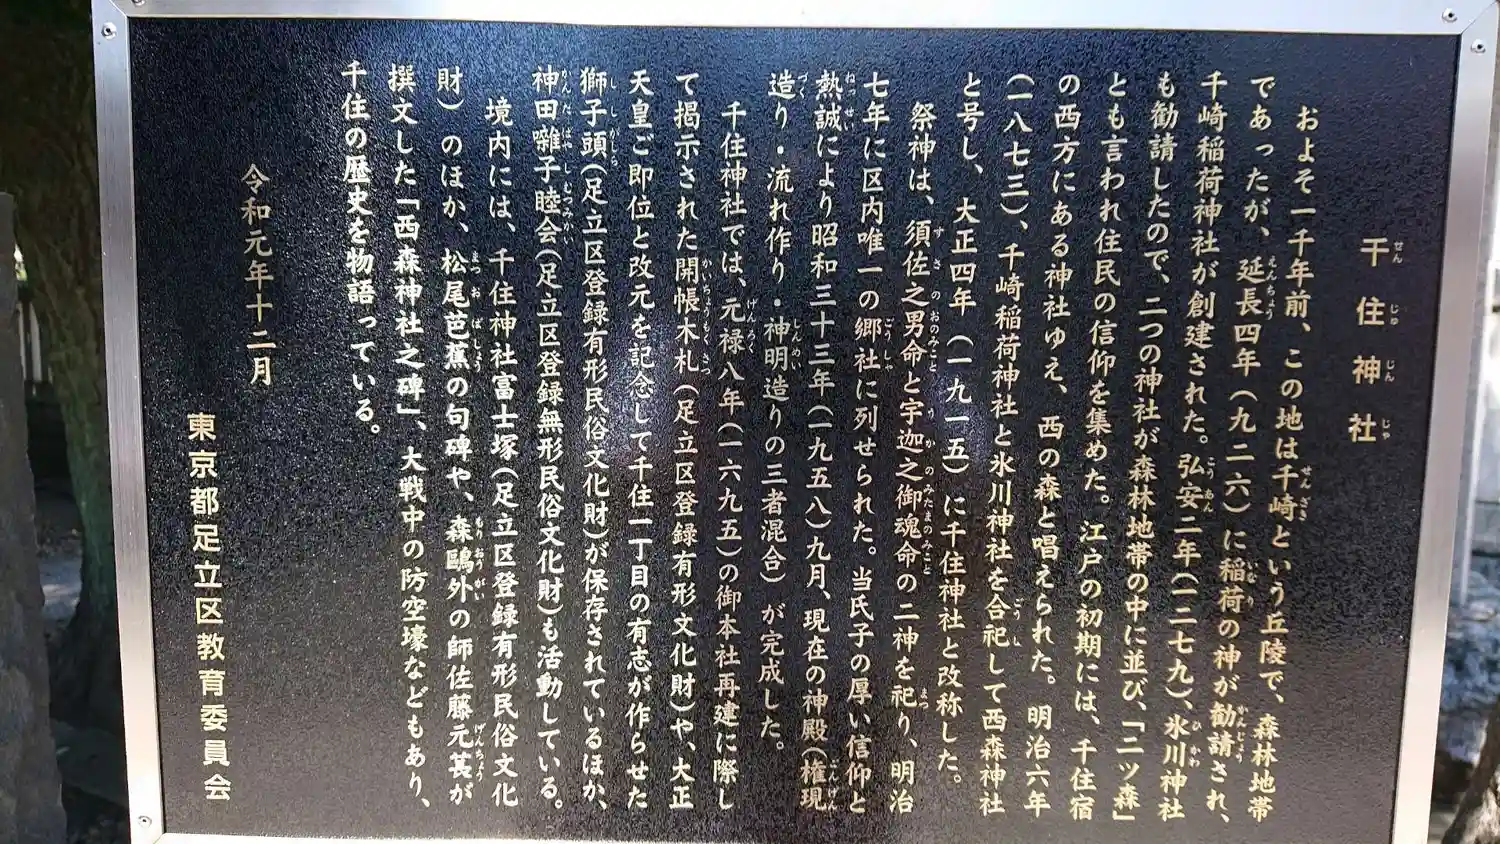 千住神社
およそ一千年前、この地は千崎という丘陵で、森林地帯
であったが、延長四年(九二六)に稲荷の神が勧請され、
千崎稲荷神社が創建された。弘安二年(一二七九)、氷川神社
も勧請したので、二つの神社が森林地帯の中に並び、「二ツ森」
とも言われ住民の信仰を集めた。江戸の初期には、千住宿
の西方にある神社ゆえ、西の森と唱えられた。明治六年
(一八七三)、千崎稲荷神社と氷川神社を合祀して西森神社
と号し、大正四年(一九一五)に千住神社と改称した。
祭神は、須佐之男命と宇迦之御魂命の二神を祀り、明治
七年に区内唯一の郷社に列せられた。当氏子の厚い信仰と
熱誠により昭和三十三年(一九五八)九月、現在の神殿(権現
造り・流れ作り・神明造りの三者混合)が完成した。
千住神社では、元禄八年(一六九五)の御本社再建に際し
て掲示された開帳木札(足立区登録有形文化財)や、大正
天皇ご即位と改元を記念して千住一丁目の有志が作らせた
獅子頭(足立区登録有形民俗文化財)が保存されているほか、
神田囃子睦会(足立区登録無形民俗文化財)も活動している。
境内には、千住神社富士塚(足立区登録有形民俗文化
財)のほか、松尾芭蕉の句碑や、森鷗外の師佐藤元萇が
撰文した「西森神社之碑」、大戦中の防空壕などもあり、
千住の歴史を物語っている。
令和元年十二月
東京都足立区教育委員会